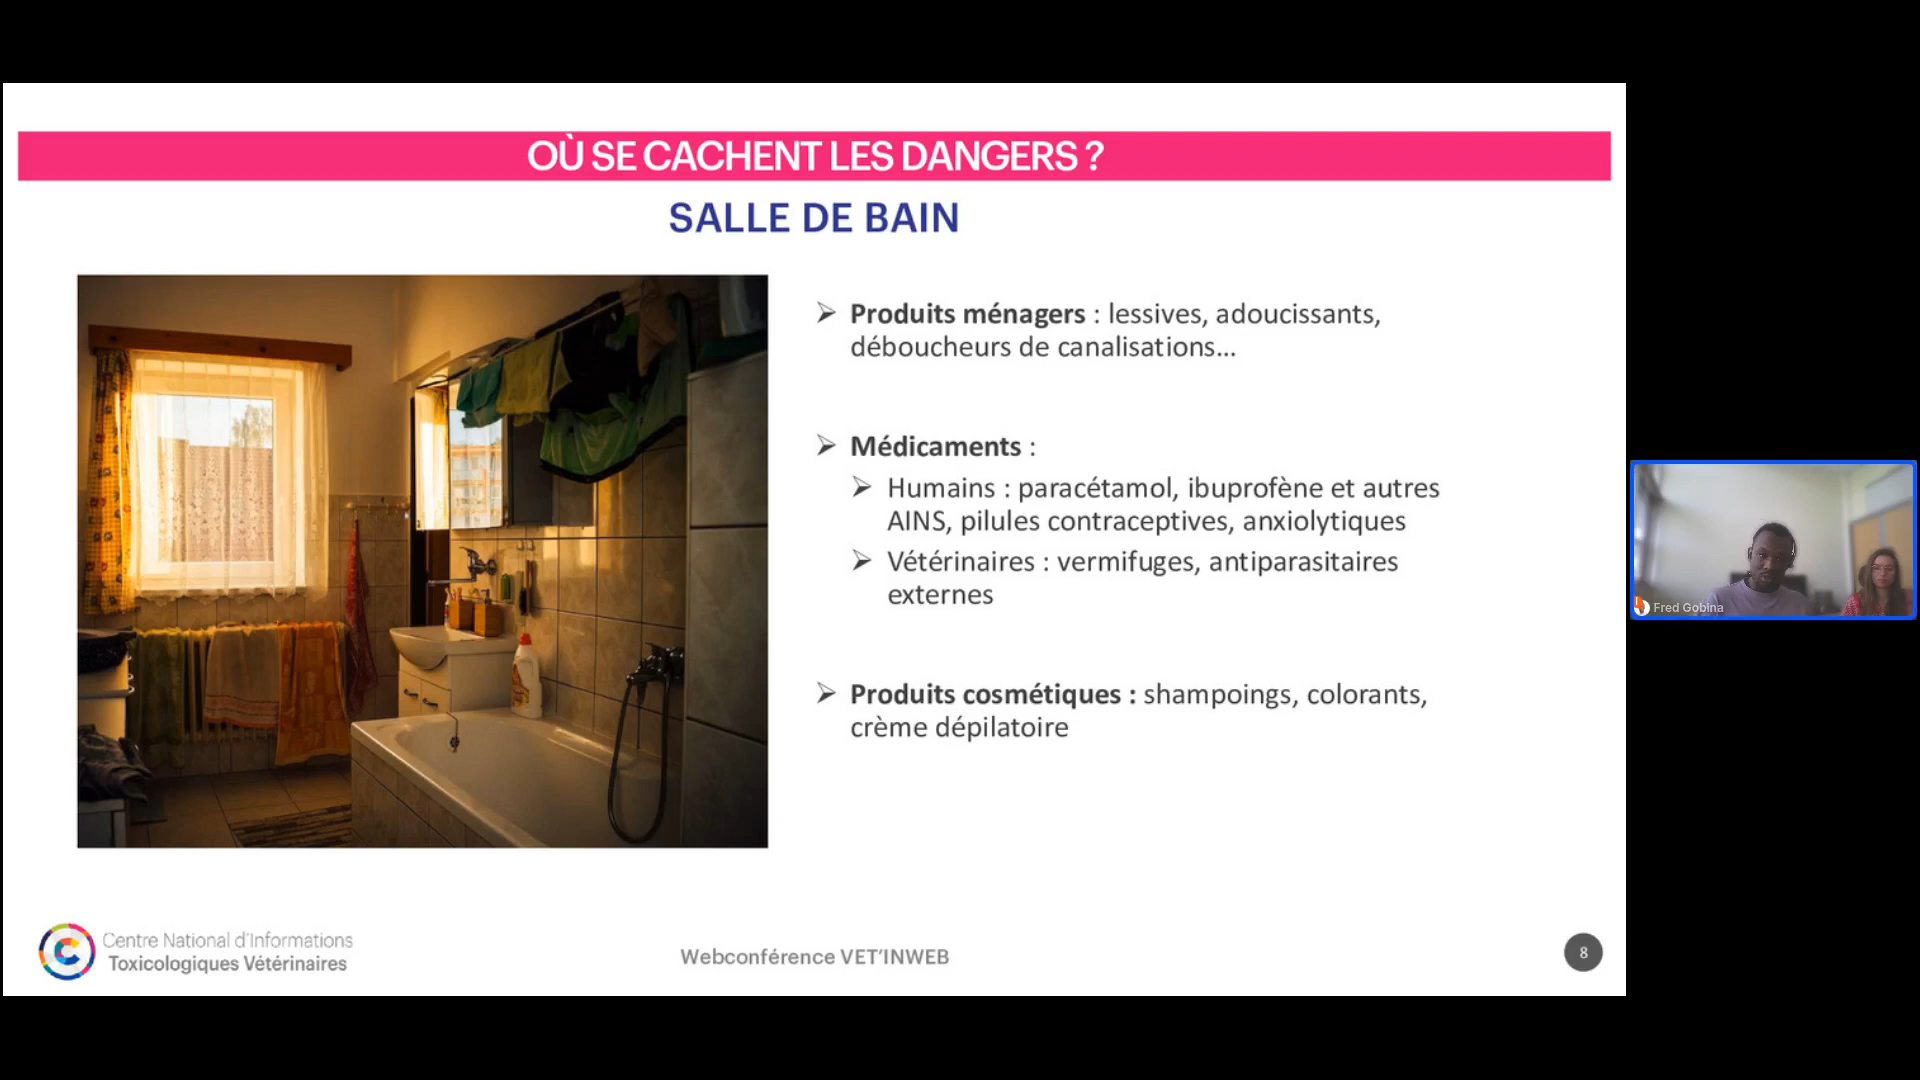 OÙ SE CACHENT LES DANGERS ?
SALLE DE BAIN
➢ Produits ménagers : lessives, adoucissants,
déboucheurs de canalisations...
➢ Médicaments :
➢ Humains : paracétamol, ibuprofène et autres
AINS, pilules contraceptives, anxiolytiques
➢ Vétérinaires : vermifuges, antiparasitaires
externes
➢ Produits cosmétiques : shampoings, colorants,
crème dépilatoire
Centre National d'Informations
Toxicologiques Vétérinaires
Webconférence VET'INWEB
8
Fred Gobina